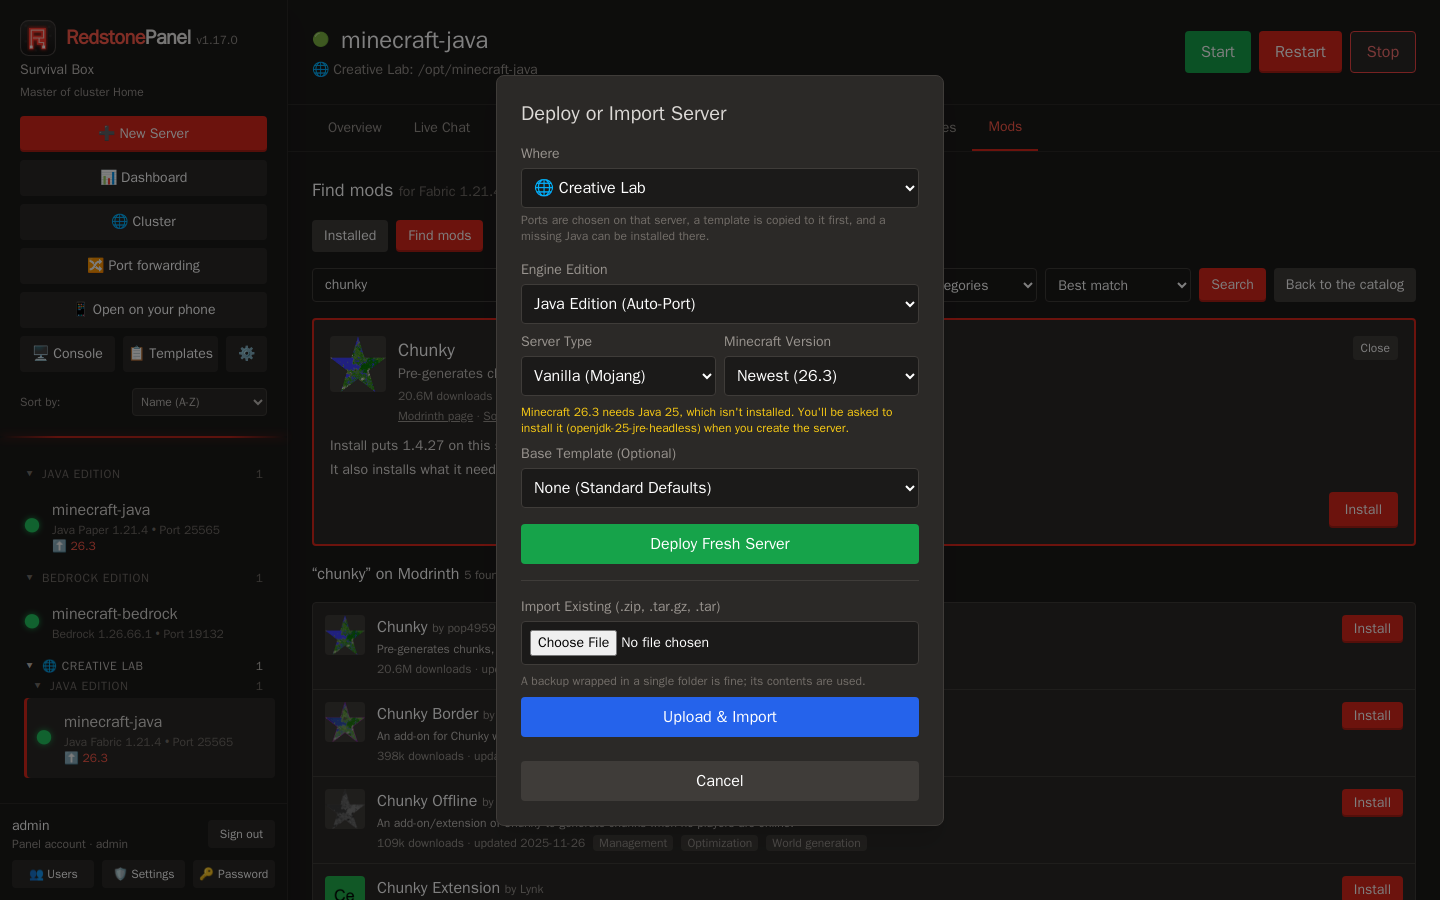 RedstonePanel v1.17.0
Survival Box
Master of cluster Home
➕ New Server
📊 Dashboard
🌐 Cluster
🔀 Port forwarding
📱 Open on your phone
🖥️ Console
📋 Templates
⚙️
Sort by:
Name (A-Z)
▼ JAVA EDITION 1
minecraft-java
Java Paper 1.21.4 • Port 25565
⬆️ 26.3
▼ BEDROCK EDITION 1
minecraft-bedrock
Bedrock 1.26.66.1 • Port 19132
▼ 🌐 CREATIVE LAB 1
▼ JAVA EDITION 1
minecraft-java
Java Fabric 1.21.4 • Port 25565
⬆️ 26.3
admin
Panel account · admin
Sign out
👥 Users
🛡️ Settings
🔑 Password
minecraft-java
🌐 Creative Lab: /opt/minecraft-java
Start
Restart
Stop
Overview
Live Chat
Mods
Find mods for Fabric 1.21.4
Installed
Find mods
chunky
Best match
Search
Back to the catalog
Chunky
20.6M downloads
Modrinth page ·
Close
Install puts 1.4.27 on this
It also installs what it
Install
“chunky” on Modrinth 5
Chunky by pop4959
Pre-generates chunks,
20.6M downloads ·
Install
Chunky Border by
An add-on for Chunky
398k downloads ·
Install
Chunky Offline by
An add-on/extension
109k downloads · updated 2025-11-26 Management Optimization World generation
Install
Ce
Chunky Extension by Lynk
Install
Deploy or Import Server
Where
🌐 Creative Lab
Ports are chosen on that server, a template is copied to it first, and a
missing Java can be installed there.
Engine Edition
Java Edition (Auto-Port)
Server Type
Minecraft Version
Vanilla (Mojang)
Newest (26.3)
Minecraft 26.3 needs Java 25, which isn't installed. You'll be asked to
install it (openjdk-25-jre-headless) when you create the server.
Base Template (Optional)
None (Standard Defaults)
Deploy Fresh Server
Import Existing (.zip, .tar.gz, .tar)
Choose File No file chosen
A backup wrapped in a single folder is fine; its contents are used.
Upload & Import
Cancel